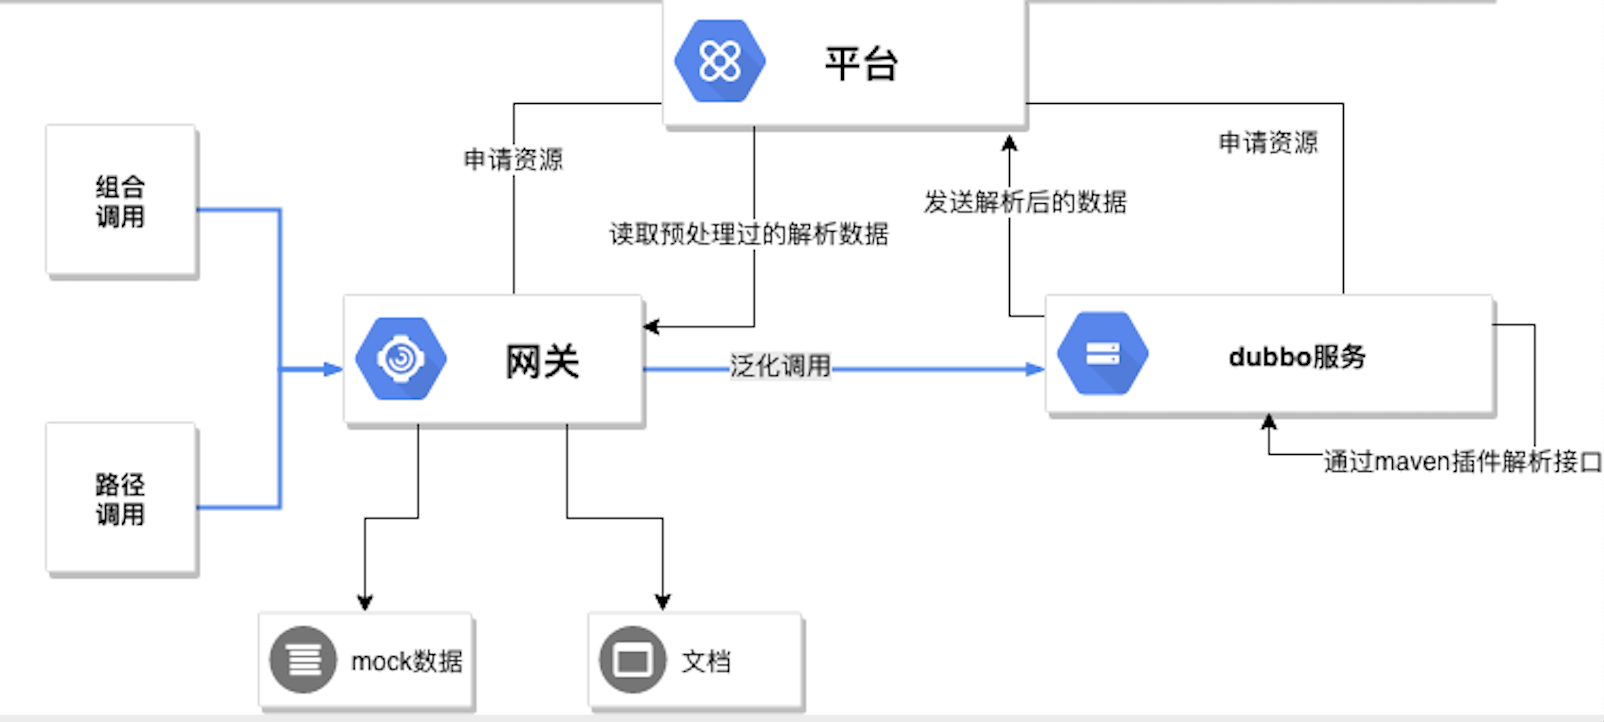 平台
申请资源
申请资源
组合
调用
发送解析后的数据
读取预处理过的解析数据
网关
泛化调用
dubbo服务
通过maven插件解析接口
路径
调用
mock数据
文档